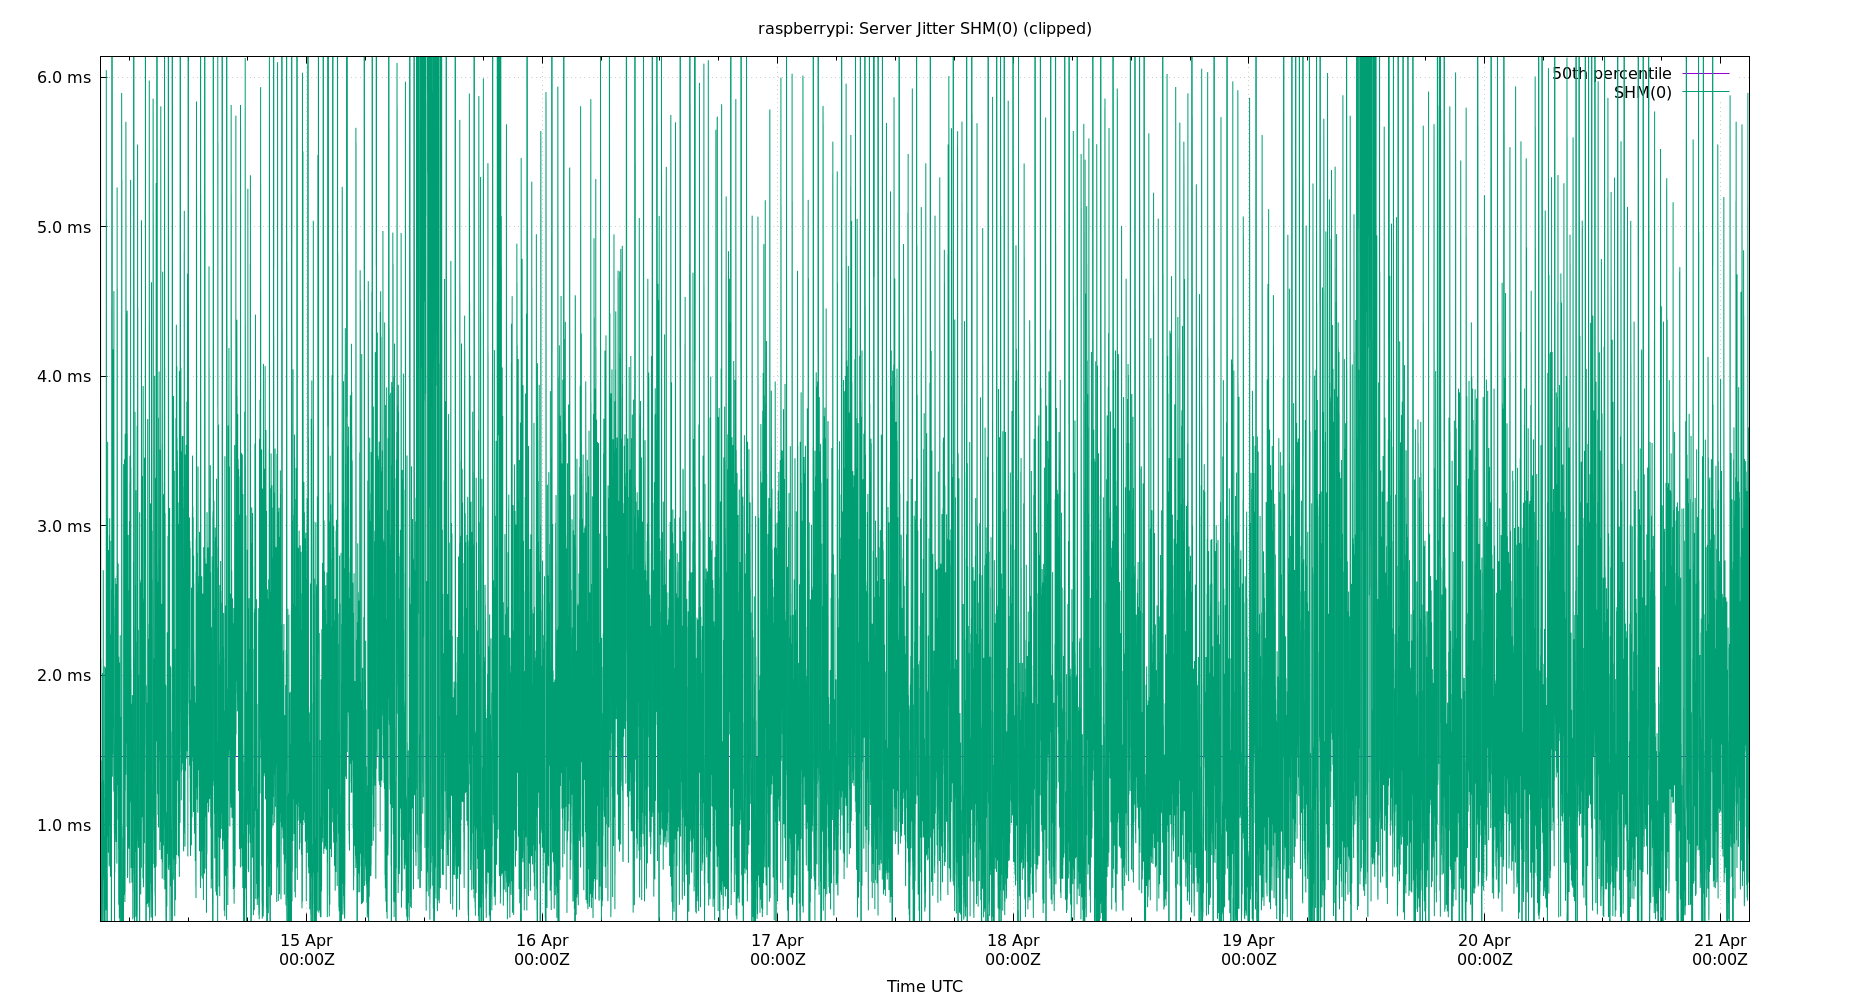 raspberrypi: Server Jitter SHM(0) (clipped)
6.0 ms
5.0 ms
4.0 ms
3.0 ms
2.0 ms
1.0 ms
50th percentile
SHM(0)
15 Apr
00:00Z
16 Apr
00:00Z
17 Apr
00:00Z
18 Apr
00:00Z
19 Apr
00:00Z
20 Apr
00:00Z
21 Apr
00:00Z
Time UTC